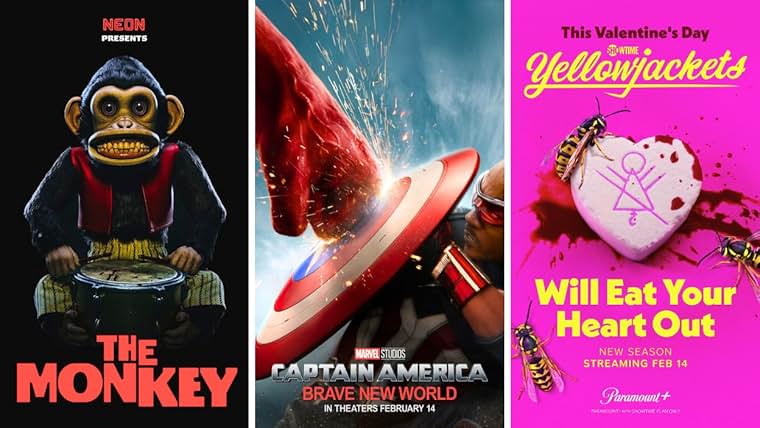 NEON
PRESENTS
THE
MONKEY
MARVEL STUDIOS
CAPTAIN AMERICA
BRAVE NEW WORLD
IN THEATERS FEBRUARY 14
This Valentine's Day
SHOWTIME
Yellowjackets
Will Eat Your
Heart Out
NEW SEASON
STREAMING FEB 14
Paramount+
PARAMOUNT+ WITH SHOWTIME PLAN ONLY